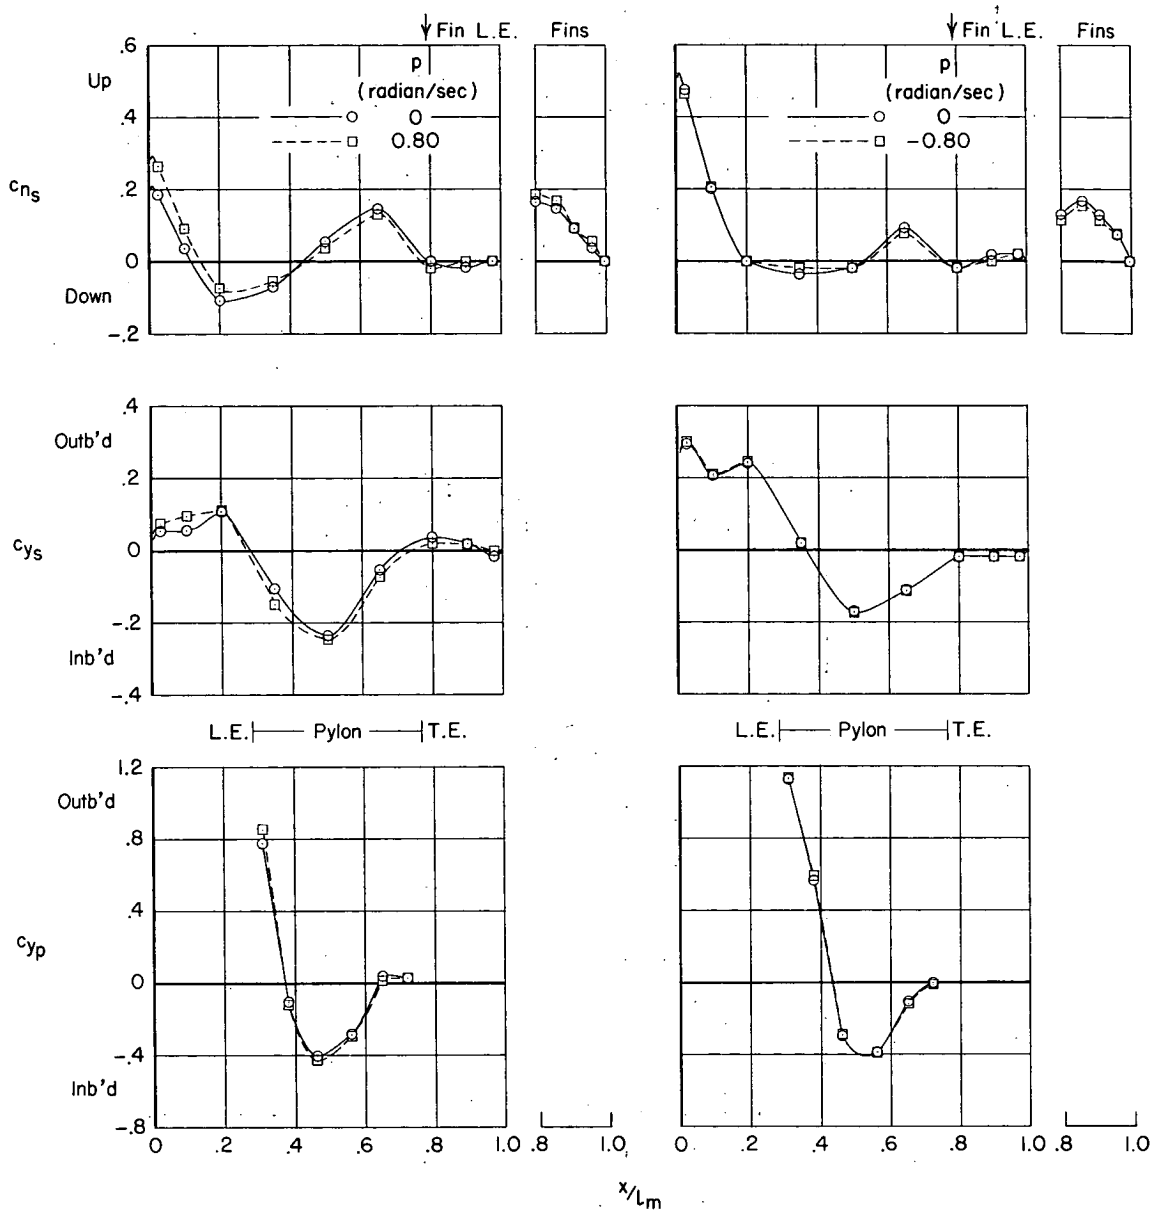 Fin L.E. Fins Fin L.E. Fins
.6
Up
p p
(radian/sec) (radian/sec)
.4 0 0
0.80 -0.80
.2
cns
0
Down
-.2
.4
Outb'd
.2
cys
0
-.2
Inb'd
-.4
L.E. Pylon T.E. L.E. Pylon T.E.
1.2
Outb'd
.8
.4
cyp
0
-.4
Inb'd
-.8
0 .2 .4 .6 .8 1.0 .8 1.0 0 .2 .4 .6 .8 1.0 .8 1.0
x/lm